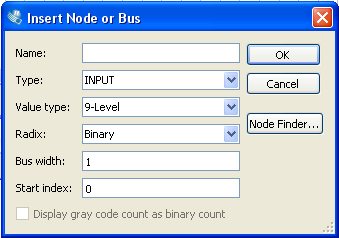 Insert Node or Bus
Name:
OK
Type: INPUT
Cancel
Value type: 9-Level
Radix: Binary
Node Finder...
Bus width: 1
Start index: 0
Display gray code count as binary count